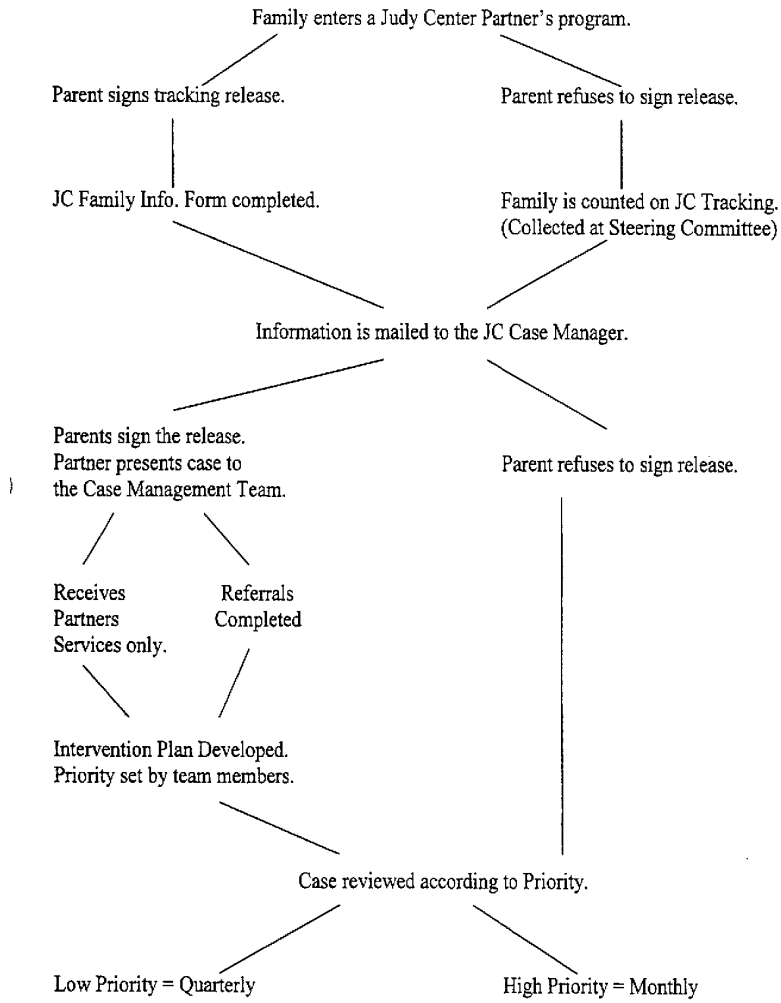 Family enters a Judy Center Partner's program.
Parent signs tracking release.
Parent refuses to sign release.
JC Family Info. Form completed.
Family is counted on JC Tracking.
(Collected at Steering Committee)
Information is mailed to the JC Case Manager.
Parents sign the release.
Partner presents case to
the Case Management Team.
Parent refuses to sign release.
Receives
Partners
Services only.
Referrals
Completed
Intervention Plan Developed.
Priority set by team members.
Case reviewed according to Priority.
Low Priority = Quarterly
High Priority = Monthly